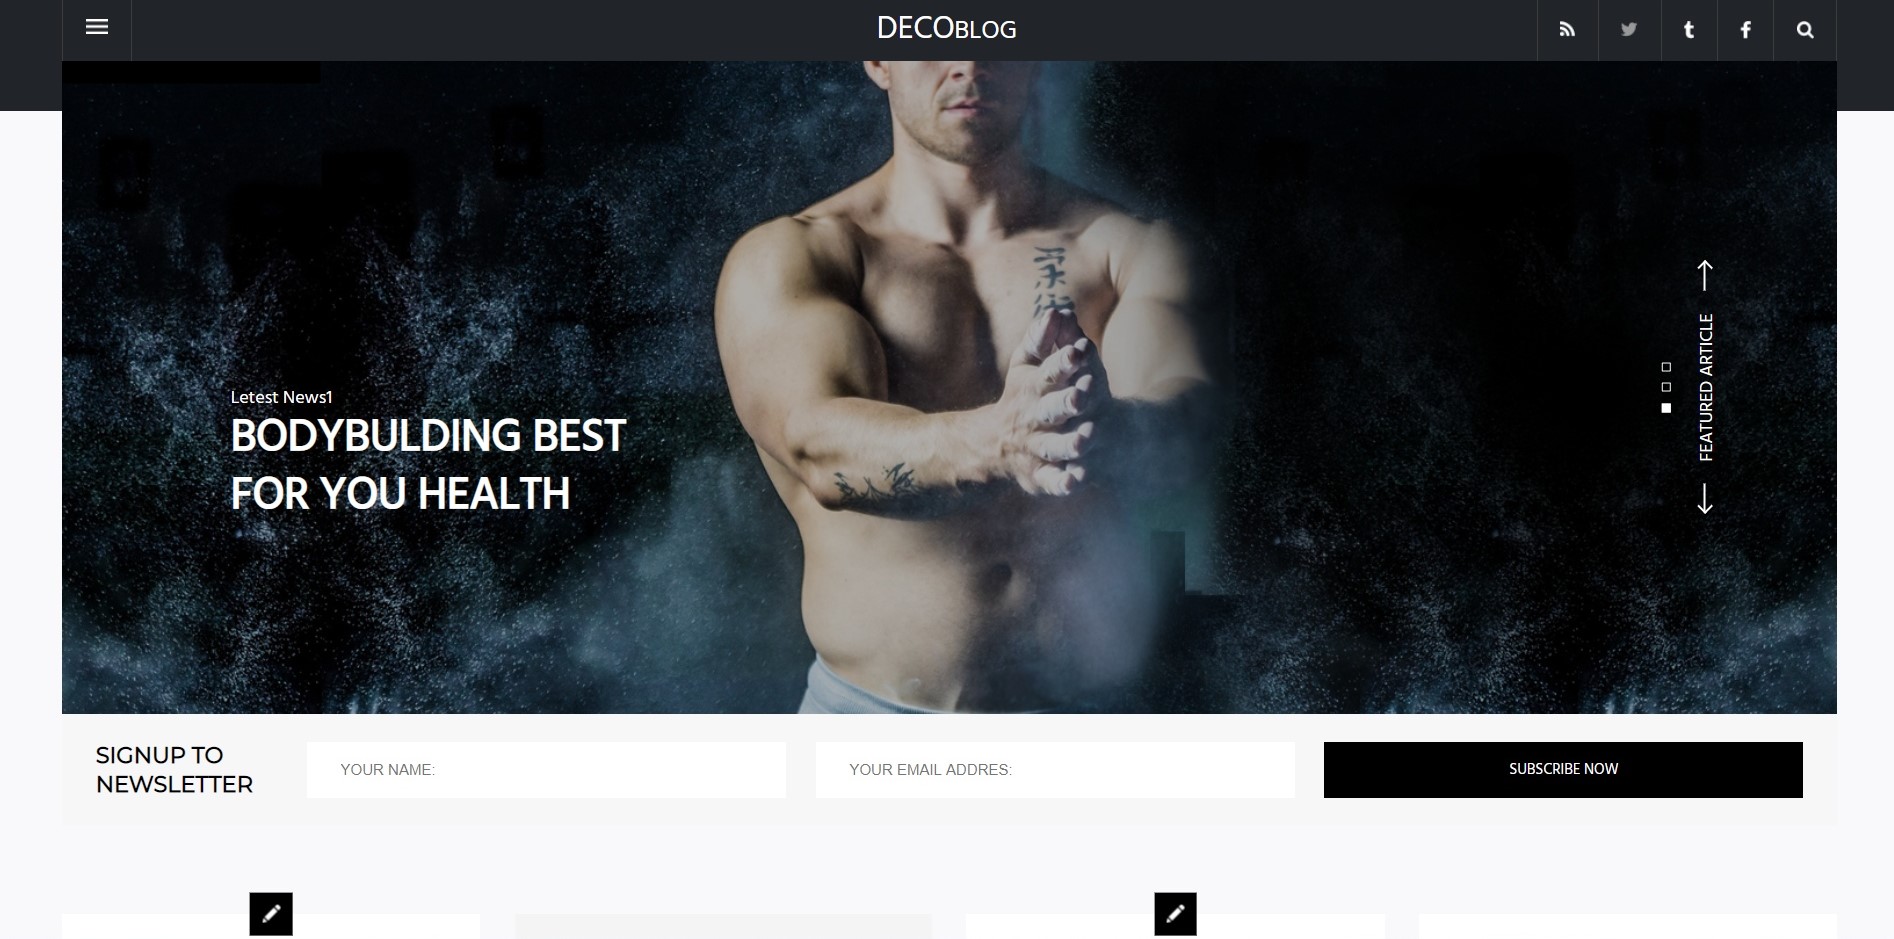 DECOBLOG
Letest News1
BODYBULDING BEST
FOR YOU HEALTH
FEATURED ARTICLE
SIGNUP TO
NEWSLETTER
YOUR NAME:
YOUR EMAIL ADDRES:
SUBSCRIBE NOW